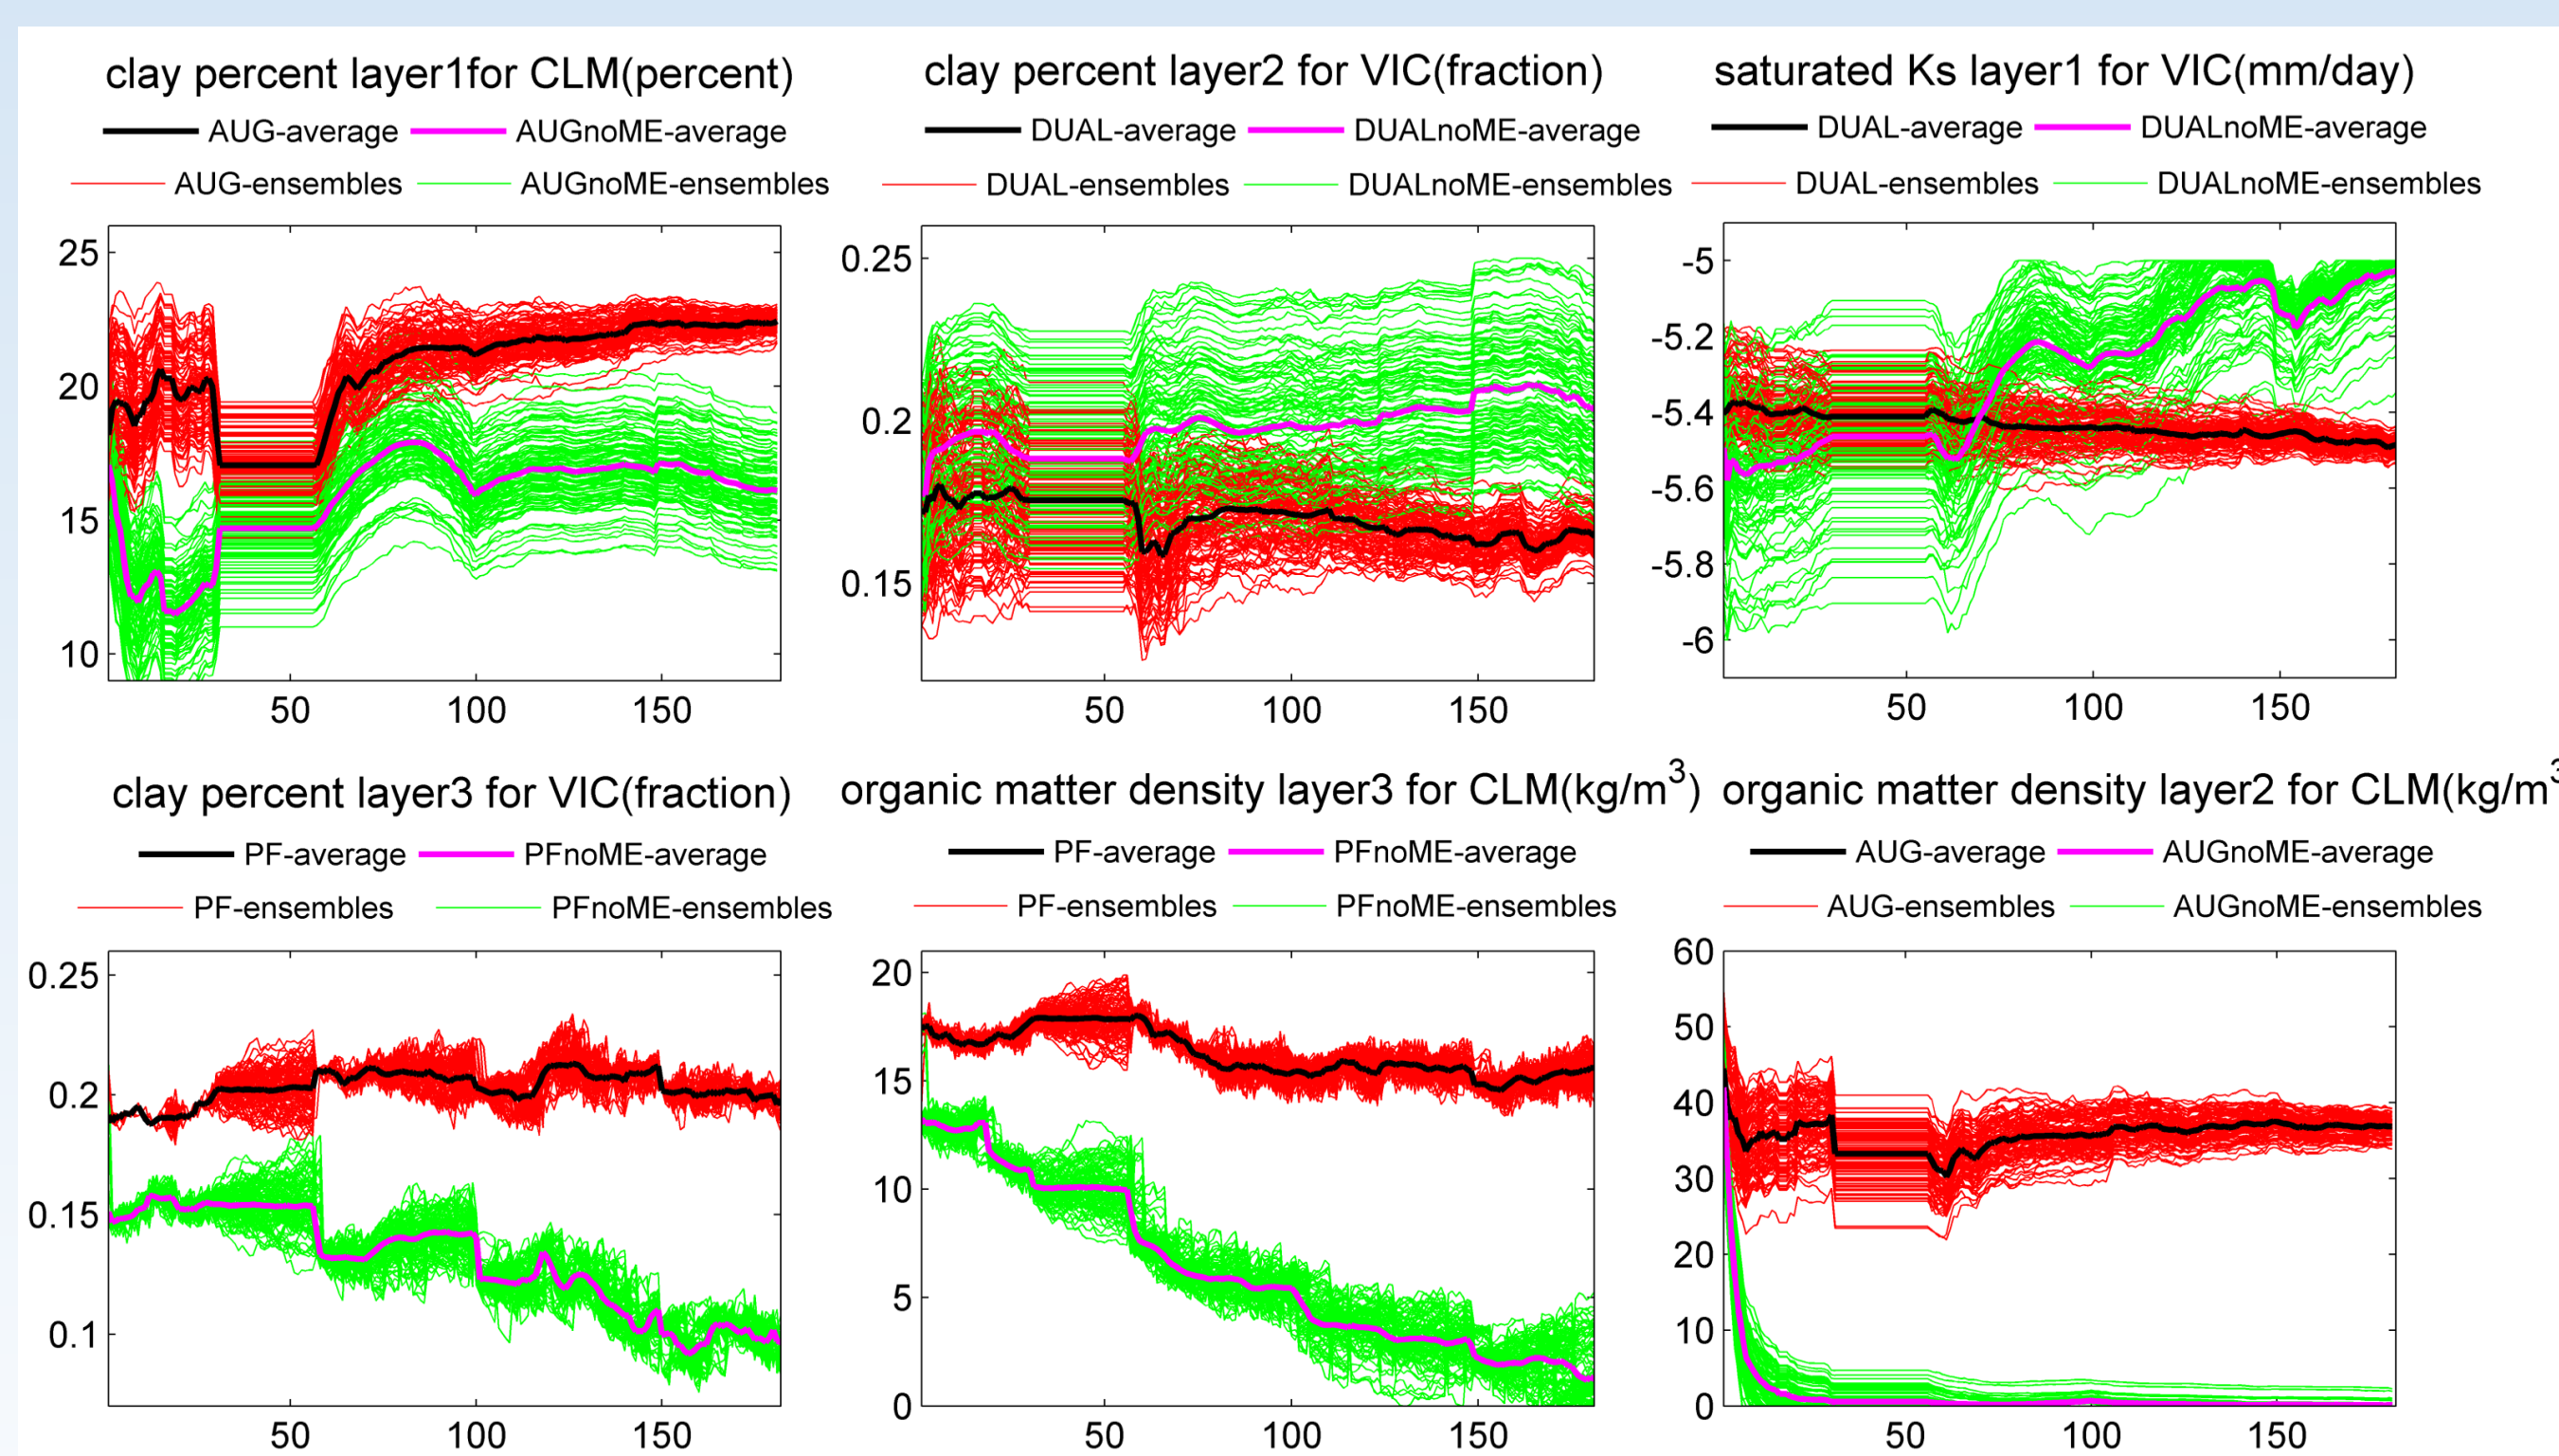 clay percent layer1for CLM(percent)
AUG-average AUGnoME-average
AUG-ensembles AUGnoME-ensembles
25
20
15
10
50 100 150
clay percent layer2 for VIC(fraction)
DUAL-average DUALnoME-average
DUAL-ensembles DUALnoME-ensembles
0.25
0.2
0.15
50 100 150
saturated Ks layer1 for VIC(mm/day)
DUAL-average DUALnoME-average
DUAL-ensembles DUALnoME-ensembles
-5
-5.2
-5.4
-5.6
-5.8
-6
50 100 150
clay percent layer3 for VIC(fraction)
PF-average PFnoME-average
PF-ensembles PFnoME-ensembles
0.25
0.2
0.15
0.1
50 100 150
organic matter density layer3 for CLM(kg/m³)
PF-average PFnoME-average
PF-ensembles PFnoME-ensembles
20
15
10
5
0
50 100 150
organic matter density layer2 for CLM(kg/m³
AUG-average AUGnoME-average
AUG-ensembles AUGnoME-ensembles
60
50
40
30
20
10
0
50 100 150